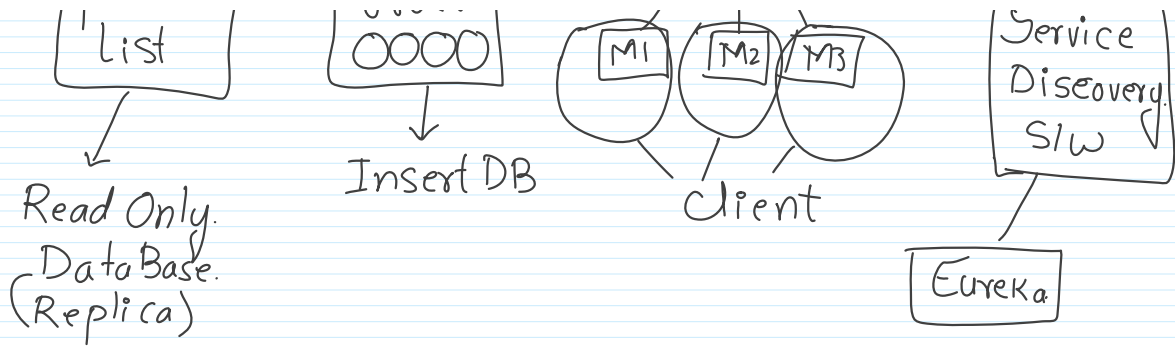 List
M1 M2 M3
Service
Discovery
S/W
Insert DB
Client
Read Only.
DataBase.
(Replica)
Eureka